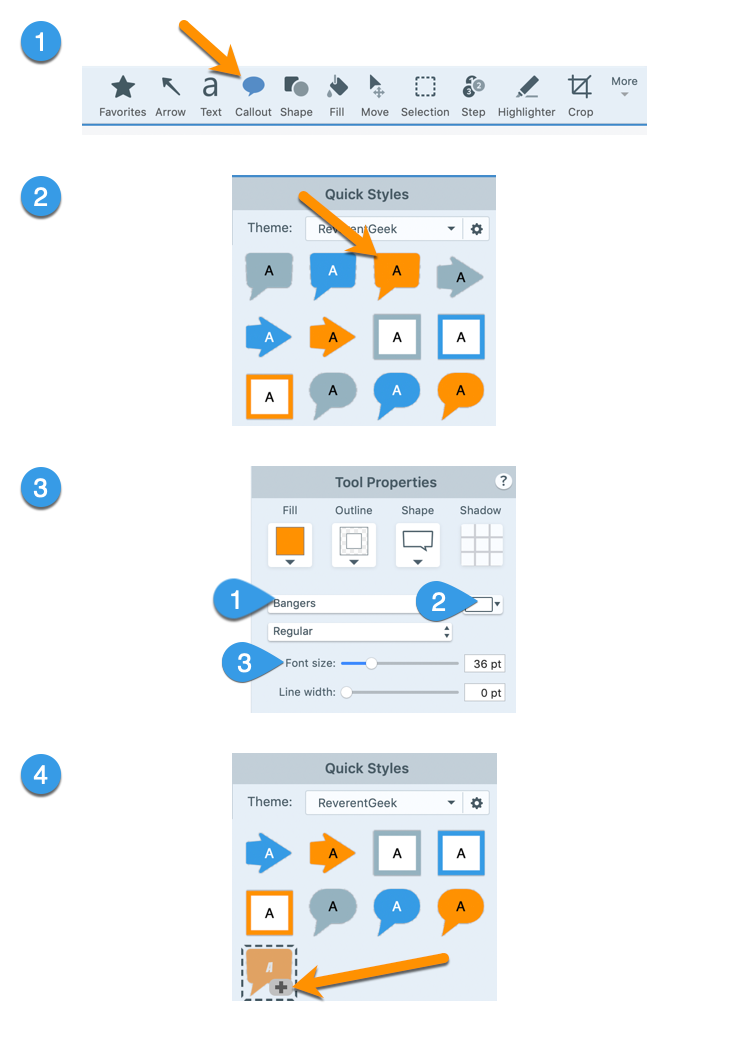 1
a
3 2
More
Favorites Arrow Text Callout Shape Fill Move Selection Step Highlighter Crop
2
Quick Styles
Theme: ReverentGeek
A A A A
A A A A
A A A A
3
Tool Properties ?
Fill Outline Shape Shadow
1 Bangers 2
Regular
3 Font size: 36 pt
Line width: 0 pt
4
Quick Styles
Theme: ReverentGeek
A A A A
A A A A
A